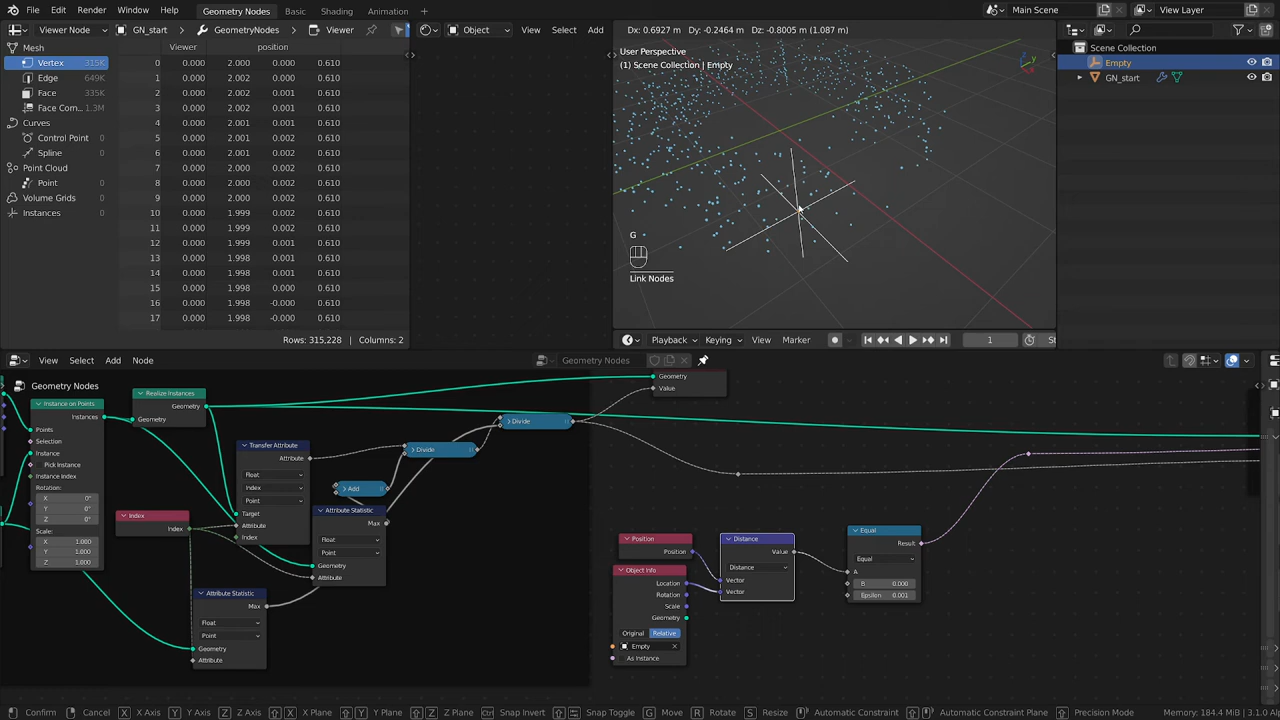 File Edit Render Window Help Geometry Nodes Basic Shading Animation + Main Scene View Layer
Viewer Node GN_start GeometryNodes Viewer
Object View Select Add
Dx: 0.6927 m Dy: -0.2464 m Dz: -0.8005 m (1.087 m)
Mesh
Vertex 315K
Edge 649K
Face 335K
Face Com... 1.3M
Curves
Control Point 0
Spline 0
Point Cloud
Point 0
Volume Grids 0
Instances 0
Viewer position
0 0.000 2.000 0.000 0.610
1 0.000 2.000 0.001 0.610
2 0.000 2.000 0.001 0.610
3 0.000 2.000 0.002 0.610
4 0.000 2.001 0.001 0.610
5 0.000 2.001 0.002 0.610
6 0.000 2.001 0.002 0.610
7 0.000 2.000 0.002 0.610
8 0.000 2.000 0.002 0.610
9 0.000 2.000 0.002 0.610
10 0.000 1.999 0.002 0.610
11 0.000 1.999 0.002 0.610
12 0.000 1.999 0.001 0.610
13 0.000 1.998 0.001 0.610
14 0.000 1.998 0.001 0.610
15 0.000 1.998 0.000 0.610
16 0.000 1.998 -0.000 0.610
17 0.000 1.998 -0.000 0.610
Rows: 315,228 Columns: 2
User Perspective
(1) Scene Collection | Empty
G
Link Nodes
Playback Keying View Marker 1 St
Scene Collection
Empty
GN_start
View Select Add Node Geometry Nodes
Geometry Nodes
Instance on Points
Instances
Points
Selection
Instance
Pick Instance
Instance Index
Rotation:
X 0°
Y 0°
Z 0°
Scale:
X 1.000
Y 1.000
Z 1.000
Realize Instances
Geometry
Geometry
Index
Index
Transfer Attribute
Attribute
Float
Index
Point
Target
Attribute
Index
Attribute Statistic
Max
Float
Point
Geometry
Attribute
Add
Attribute Statistic
Max
Float
Point
Geometry
Attribute
Divide
Divide
Geometry
Value
Position
Position
Object Info
Location
Rotation
Scale
Geometry
Original Relative
Empty
As Instance
Distance
Value
Distance
Vector
Vector
Equal
Result
Equal
A
B 0.000
Epsilon 0.001
Confirm Cancel X X Axis Y Y Axis Z Z Axis X X Plane Y Y Plane Z Z Plane Snap Invert Snap Toggle G Move R Rotate S Resize Automatic Constraint Automatic Constraint Plane Precision Mode Memory: 184.4 MiB | 3.1.0 Al